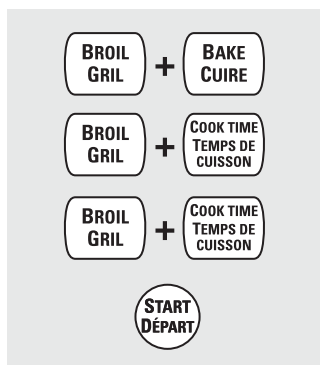 BROIL
GRIL
+
BAKE
CUIRE
BROIL
GRIL
+
COOK TIME
TEMPS DE
CUISSON
BROIL
GRIL
+
COOK TIME
TEMPS DE
CUISSON
START
DÉPART